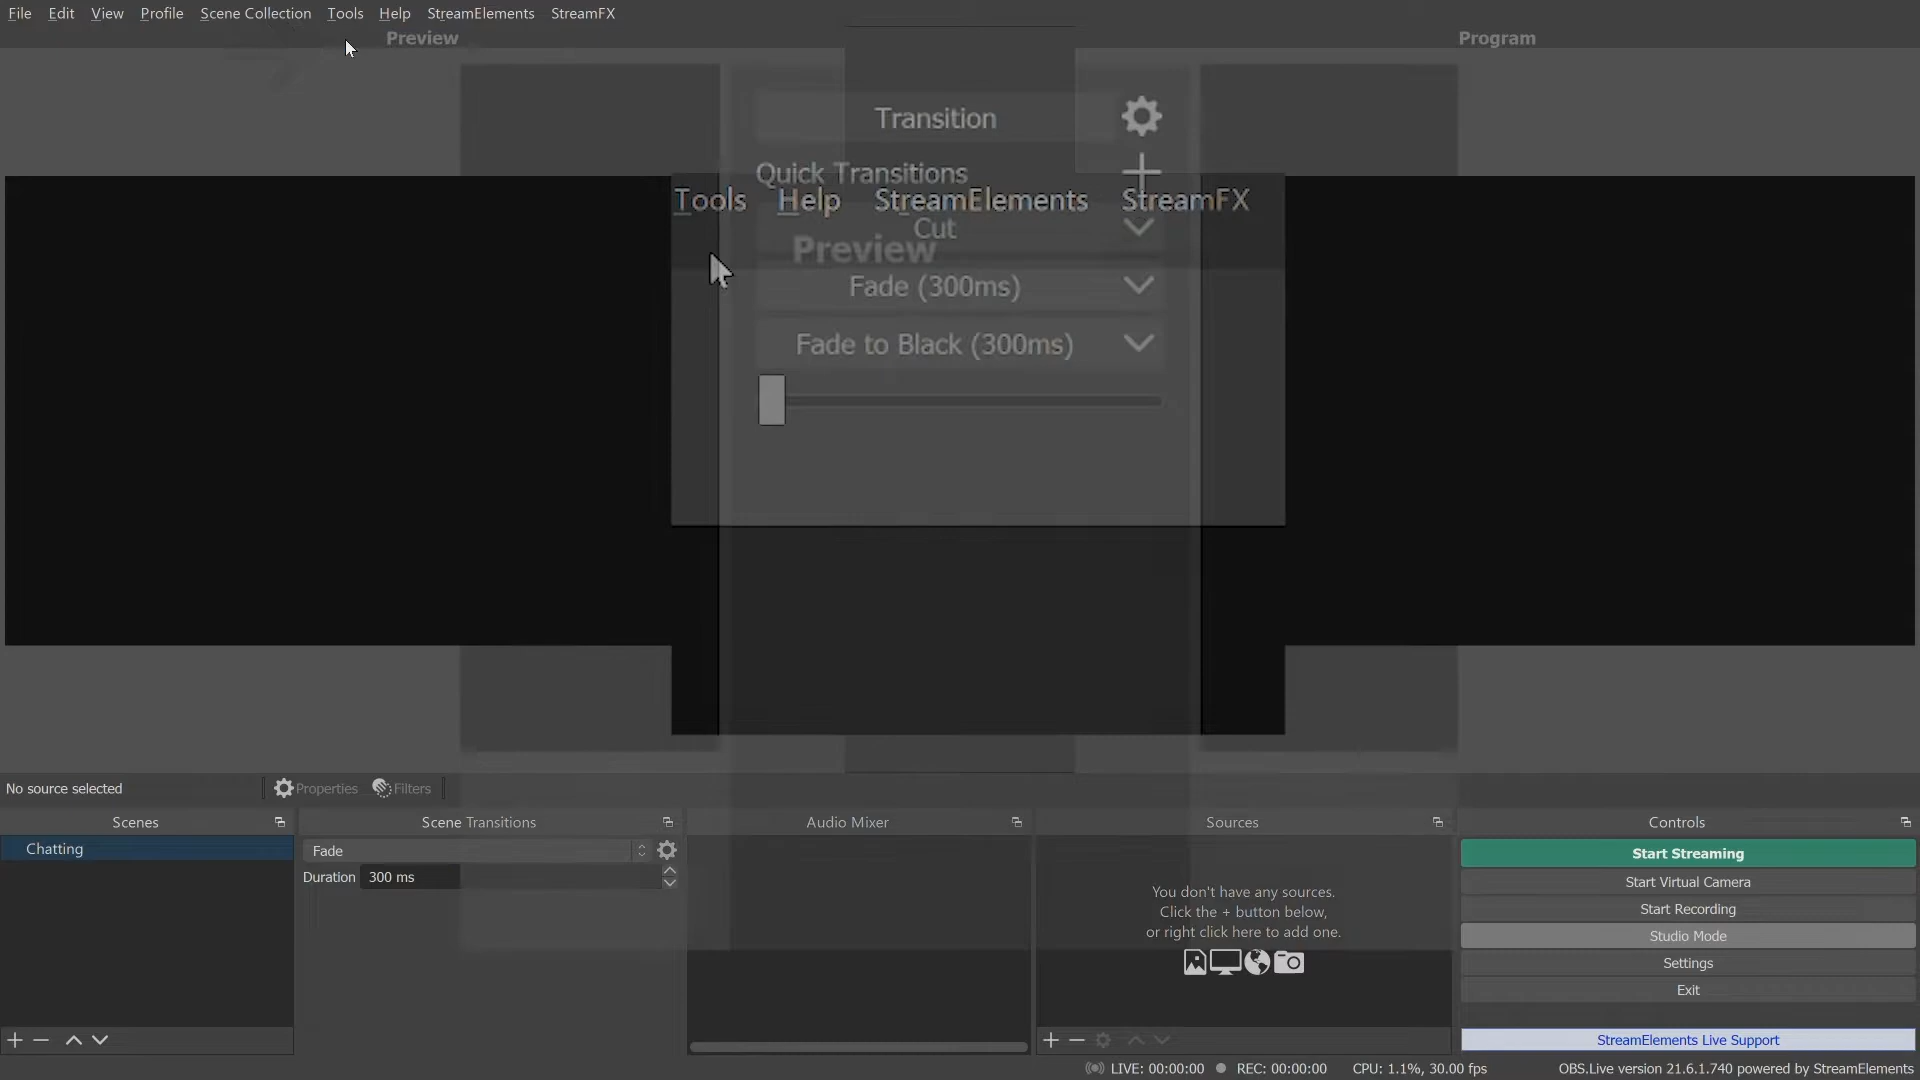 File Edit View Profile Scene Collection Tools Help StreamElements StreamFX
Preview
Program
Transition
Quick Transitions
Tools Help StreamElements StreamFX
Cut
Preview
Fade (300ms)
Fade to Black (300ms)
No source selected
Properties Filters
Scenes
Scene Transitions
Audio Mixer
Sources
Controls
Chatting
Fade
Duration 300 ms
You don't have any sources.
Click the + button below,
or right click here to add one.
Start Streaming
Start Virtual Camera
Start Recording
Studio Mode
Settings
Exit
StreamElements Live Support
LIVE: 00:00:00 REC: 00:00:00 CPU: 1.1%, 30.00 fps OBS.Live version 21.6.1.740 powered by StreamElements